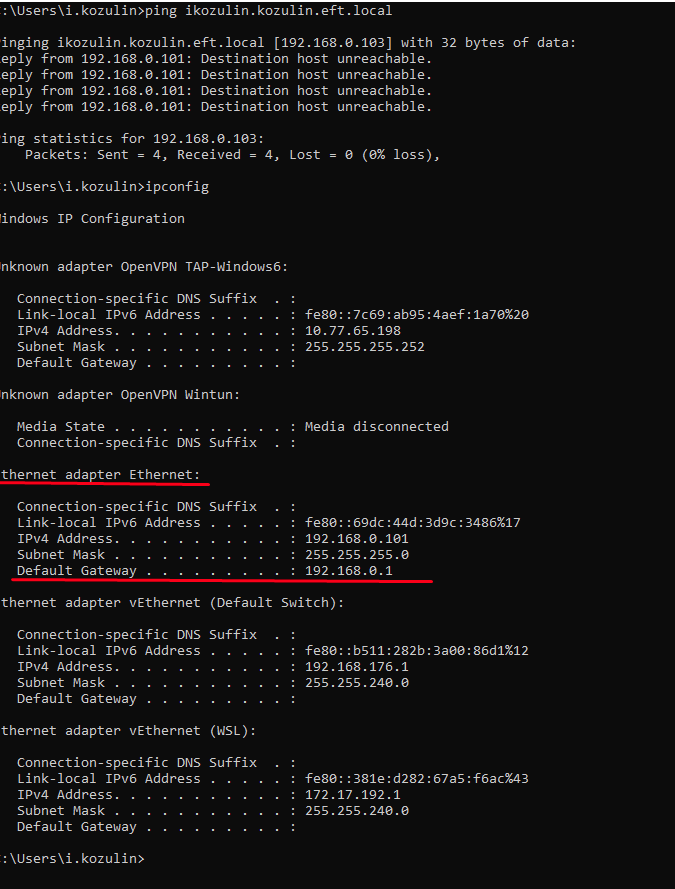 :\Users\i.kozulin>ping ikozulin.kozulin.eft.local
inging ikozulin.kozulin.eft.local [192.168.0.103] with 32 bytes of data:
eply from 192.168.0.101: Destination host unreachable.
eply from 192.168.0.101: Destination host unreachable.
eply from 192.168.0.101: Destination host unreachable.
eply from 192.168.0.101: Destination host unreachable.
ing statistics for 192.168.0.103:
    Packets: Sent = 4, Received = 4, Lost = 0 (0% loss),
:\Users\i.kozulin>ipconfig
indows IP Configuration
nknown adapter OpenVPN TAP-Windows6:
   Connection-specific DNS Suffix  . :
   Link-local IPv6 Address . . . . . : fe80::7c69:ab95:4aef:1a70%20
   IPv4 Address. . . . . . . . . . . : 10.77.65.198
   Subnet Mask . . . . . . . . . . . : 255.255.255.252
   Default Gateway . . . . . . . . . :
nknown adapter OpenVPN Wintun:
   Media State . . . . . . . . . . . : Media disconnected
   Connection-specific DNS Suffix  . :
thernet adapter Ethernet:
   Connection-specific DNS Suffix  . :
   Link-local IPv6 Address . . . . . : fe80::69dc:44d:3d9c:3486%17
   IPv4 Address. . . . . . . . . . . : 192.168.0.101
   Subnet Mask . . . . . . . . . . . : 255.255.255.0
   Default Gateway . . . . . . . . . : 192.168.0.1
thernet adapter vEthernet (Default Switch):
   Connection-specific DNS Suffix  . :
   Link-local IPv6 Address . . . . . : fe80::b511:282b:3a00:86d1%12
   IPv4 Address. . . . . . . . . . . : 192.168.176.1
   Subnet Mask . . . . . . . . . . . : 255.255.240.0
   Default Gateway . . . . . . . . . :
thernet adapter vEthernet (WSL):
   Connection-specific DNS Suffix  . :
   Link-local IPv6 Address . . . . . : fe80::381e:d282:67a5:f6ac%43
   IPv4 Address. . . . . . . . . . . : 172.17.192.1
   Subnet Mask . . . . . . . . . . . : 255.255.240.0
   Default Gateway . . . . . . . . . :
:\Users\i.kozulin>